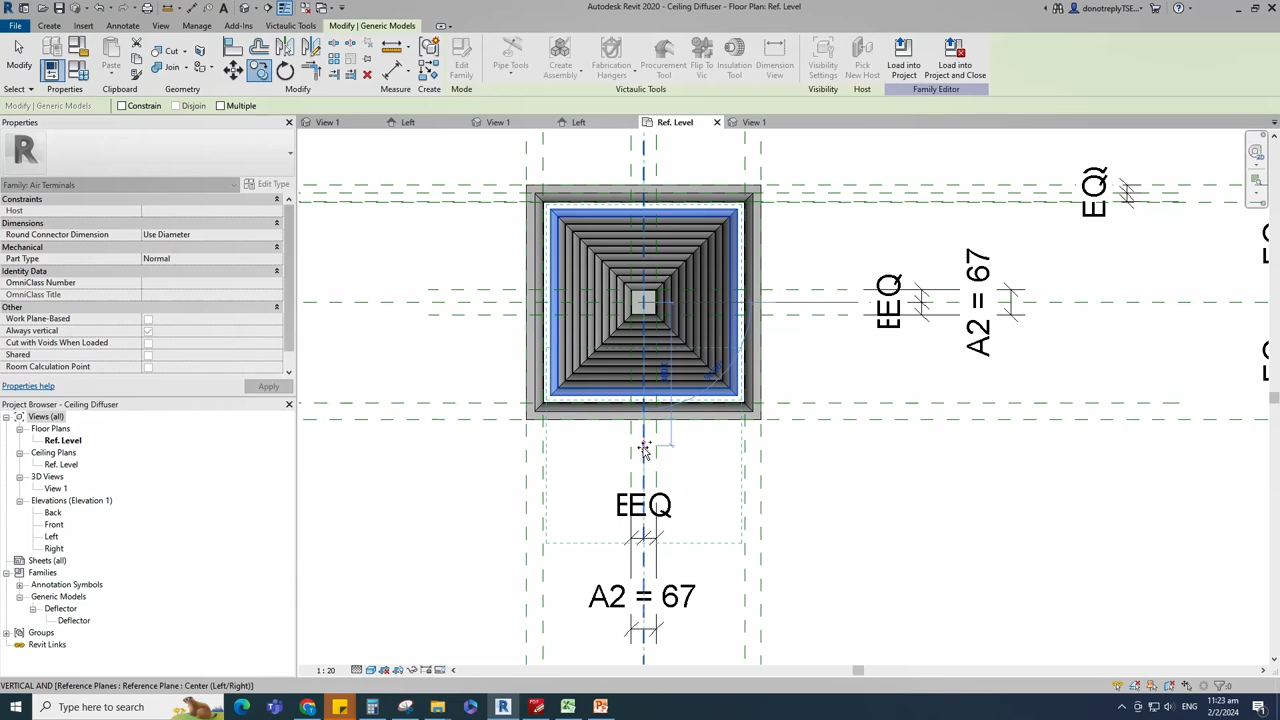 Autodesk Revit 2020 - Ceiling Diffuser - Floor Plan: Ref. Level
donotreplyTSE...
File
Create
Insert
Annotate
View
Manage
Add-Ins
Victaulic Tools
Modify | Generic Models
Modify
Paste
Cut
Join
Edit
Family
Pipe Tools
Create
Assembly
Fabrication
Hangers
Procurement
Tool
Flip To
Vic
Insulation
Tool
Dimension
View
Visibility
Settings
Pick
New Host
Load into
Project
Load into
Project and Close
Select
Properties
Clipboard
Geometry
Modify
Measure
Create
Mode
Victaulic Tools
Visibility
Host
Family Editor
Modify | Generic Models
Constrain
Disjoin
Multiple
Properties
View 1
Left
View 1
Left
Ref. Level
View 1
R
Family: Air Terminals
Edit Type
Constraints
Host
Dimensions
Round Connector Dimension
Use Diameter
Mechanical
Part Type
Normal
Identity Data
OmniClass Number
OmniClass Title
Other
Work Plane-Based
Always vertical
Cut with Voids When Loaded
Shared
Room Calculation Point
Properties help
Apply
Project Browser - Ceiling Diffuser
Views (all)
Floor Plans
Ref. Level
Ceiling Plans
Ref. Level
3D Views
View 1
Elevations (Elevation 1)
Back
Front
Left
Right
Sheets (all)
Families
Annotation Symbols
Generic Models
Deflector
Deflector
Groups
Revit Links
A2 = 67
A2 = 67
1 : 20
VERTICAL AND [Reference Planes : Reference Plane : Center (Left/Right)]
:0
Type here to search
11:23 am
2/2/2024